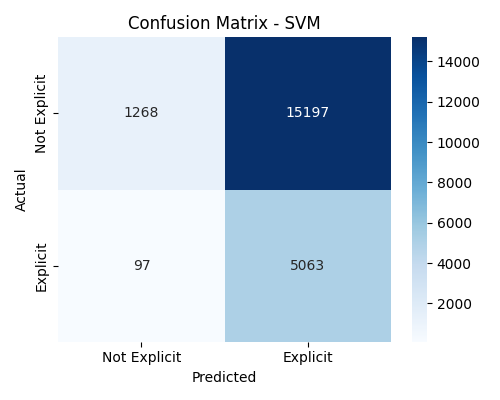 Confusion Matrix - SVM
Actual
Not Explicit
1268
15197
Explicit
97
5063
Not Explicit
Explicit
Predicted
14000
12000
10000
8000
6000
4000
2000